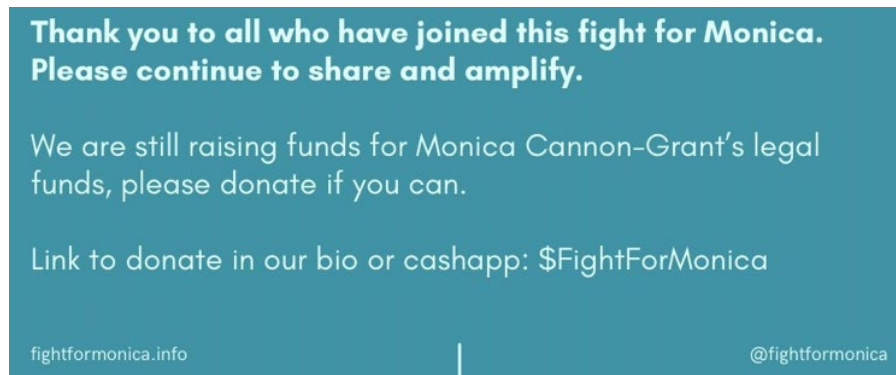 Thank you to all who have joined this fight for Monica.
Please continue to share and amplify.
We are still raising funds for Monica Cannon-Grant’s legal
funds, please donate if you can.
Link to donate in our bio or cashapp: $FightForMonica
fightformonica.info
@fightformonica